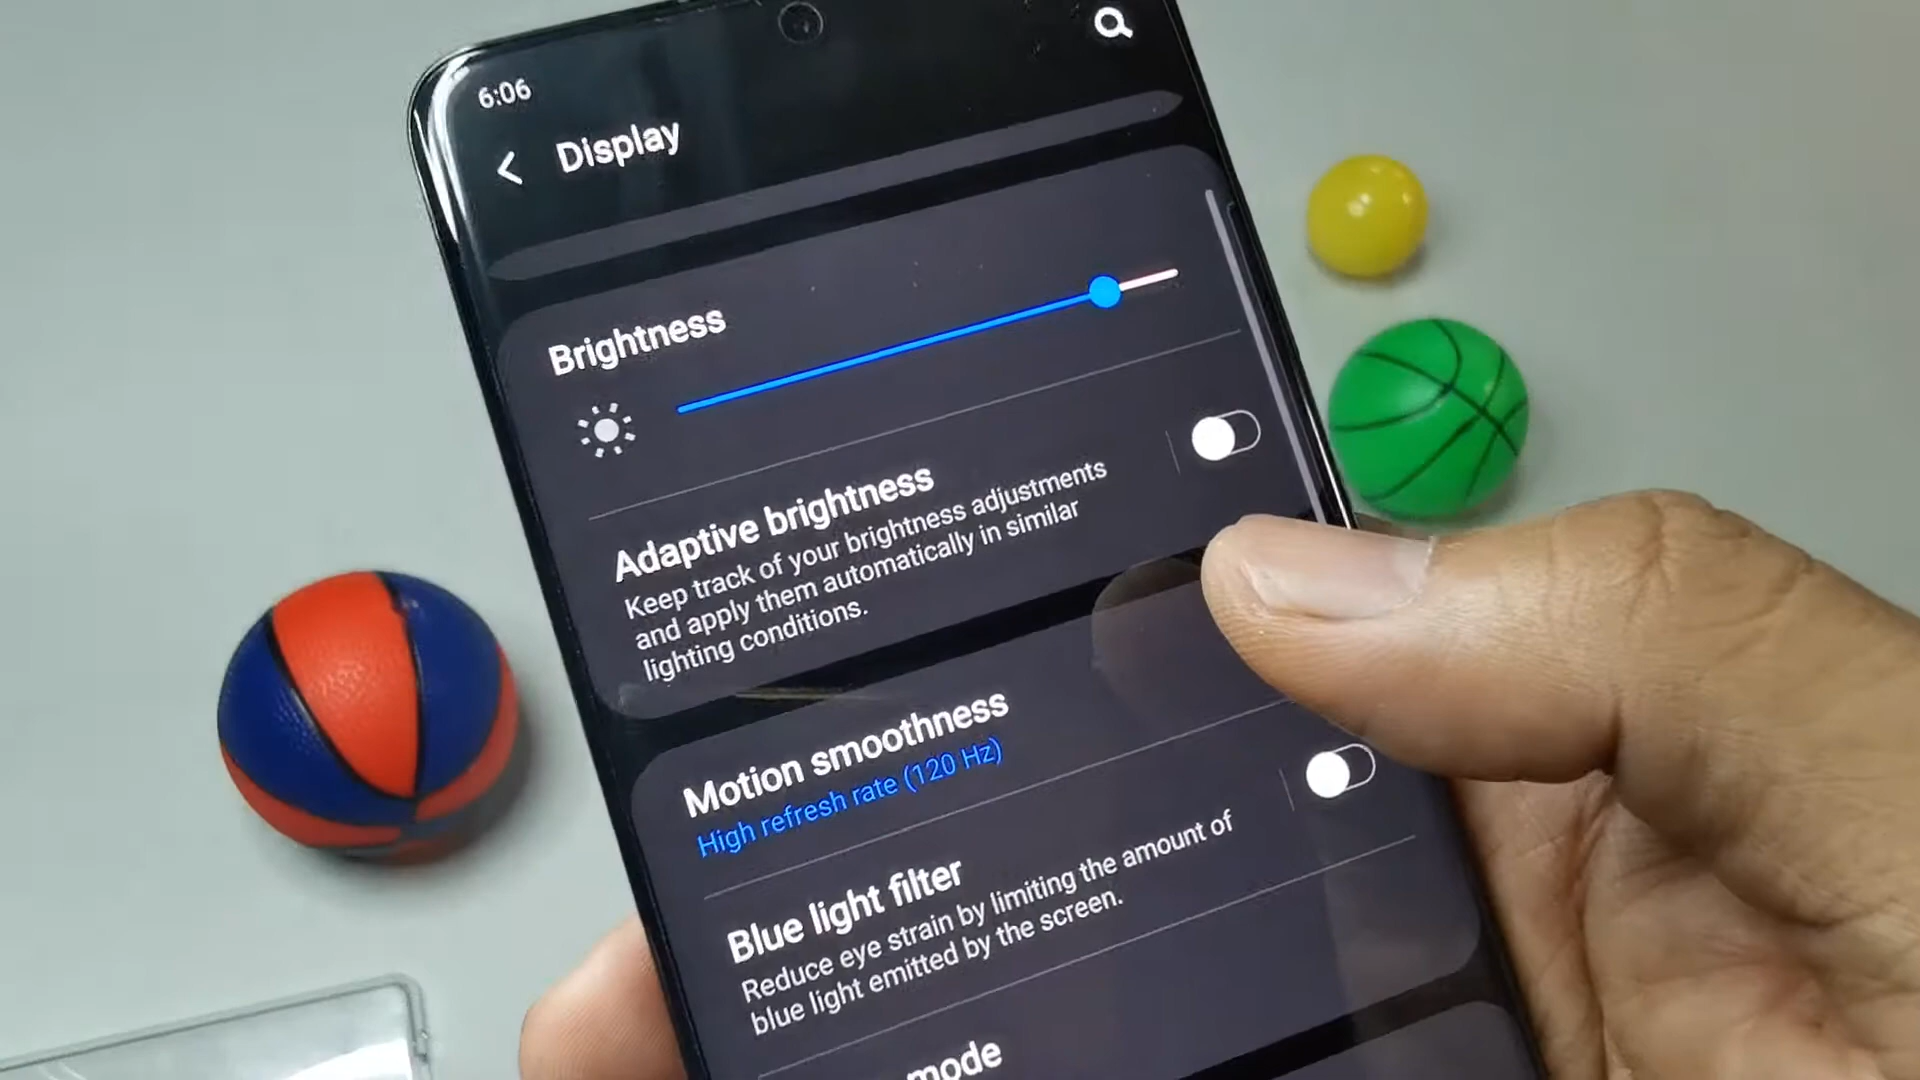 6:06
Display
Brightness
Adaptive brightness
Keep track of your brightness adjustments
and apply them automatically in similar
lighting conditions.
Motion smoothness
High refresh rate (120 Hz)
Blue light filter
Reduce eye strain by limiting the amount of
blue light emitted by the screen.
mode